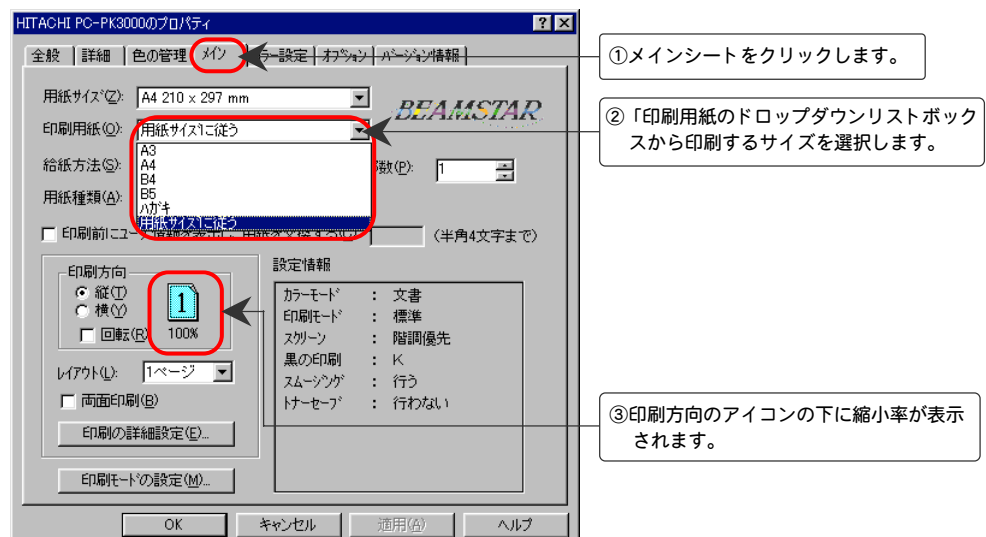 HITACHI PC-PK3000のプロパティ
全般 詳細 色の管理 メイン ラー設定 オプション バージョン情報
①メインシートをクリックします。
用紙サイズ(Z): A4 210 x 297 mm
BEAMSTAR
印刷用紙(O): 用紙サイズに従う
②「印刷用紙のドロップダウンリストボック
スから印刷するサイズを選択します。
A3
A4
B4
B5
ハガキ
用紙サイズに従う
給紙方法(S):
数(P): 1
用紙種類(A):
印刷前にユー
(半角4文字まで)
印刷方向
縦(T)
横(Y)
回転(R)
1
100%
設定情報
カラーモード : 文書
印刷モード : 標準
スクリーン : 階調優先
黒の印刷 : K
スムージング : 行う
トナーセーブ : 行わない
レイアウト(L): 1ページ
両面印刷(B)
印刷の詳細設定(E)...
③印刷方向のアイコンの下に縮小率が表示
されます。
印刷モードの設定(M)...
OK キャンセル 適用(A) ヘルプ